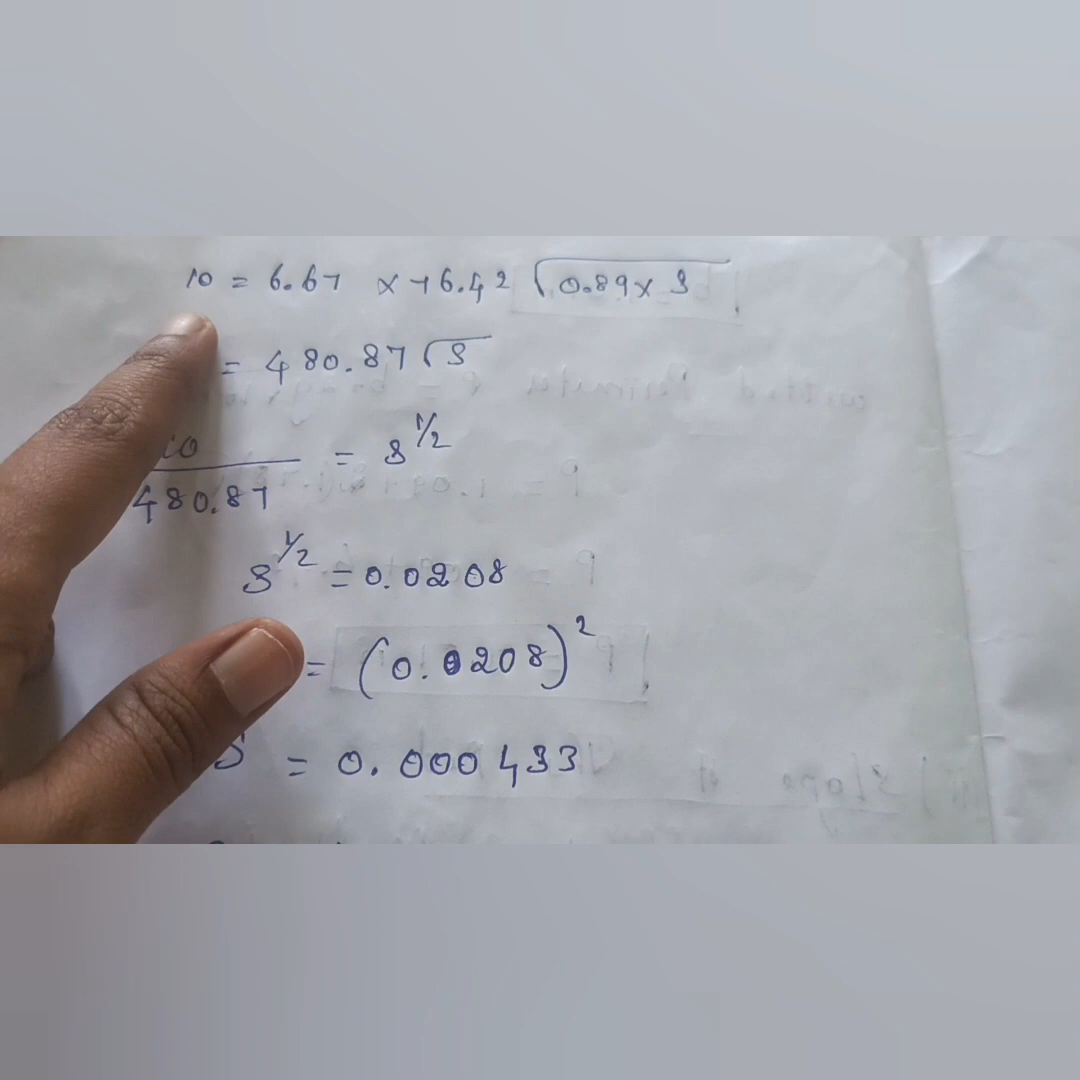 10 = 6.67 × 76.42 √0.89 × S
= 480.87 √S
10 / 480.87 = S^1/2
S^1/2 = 0.0208
= (0.0208)^2
S = 0.000433